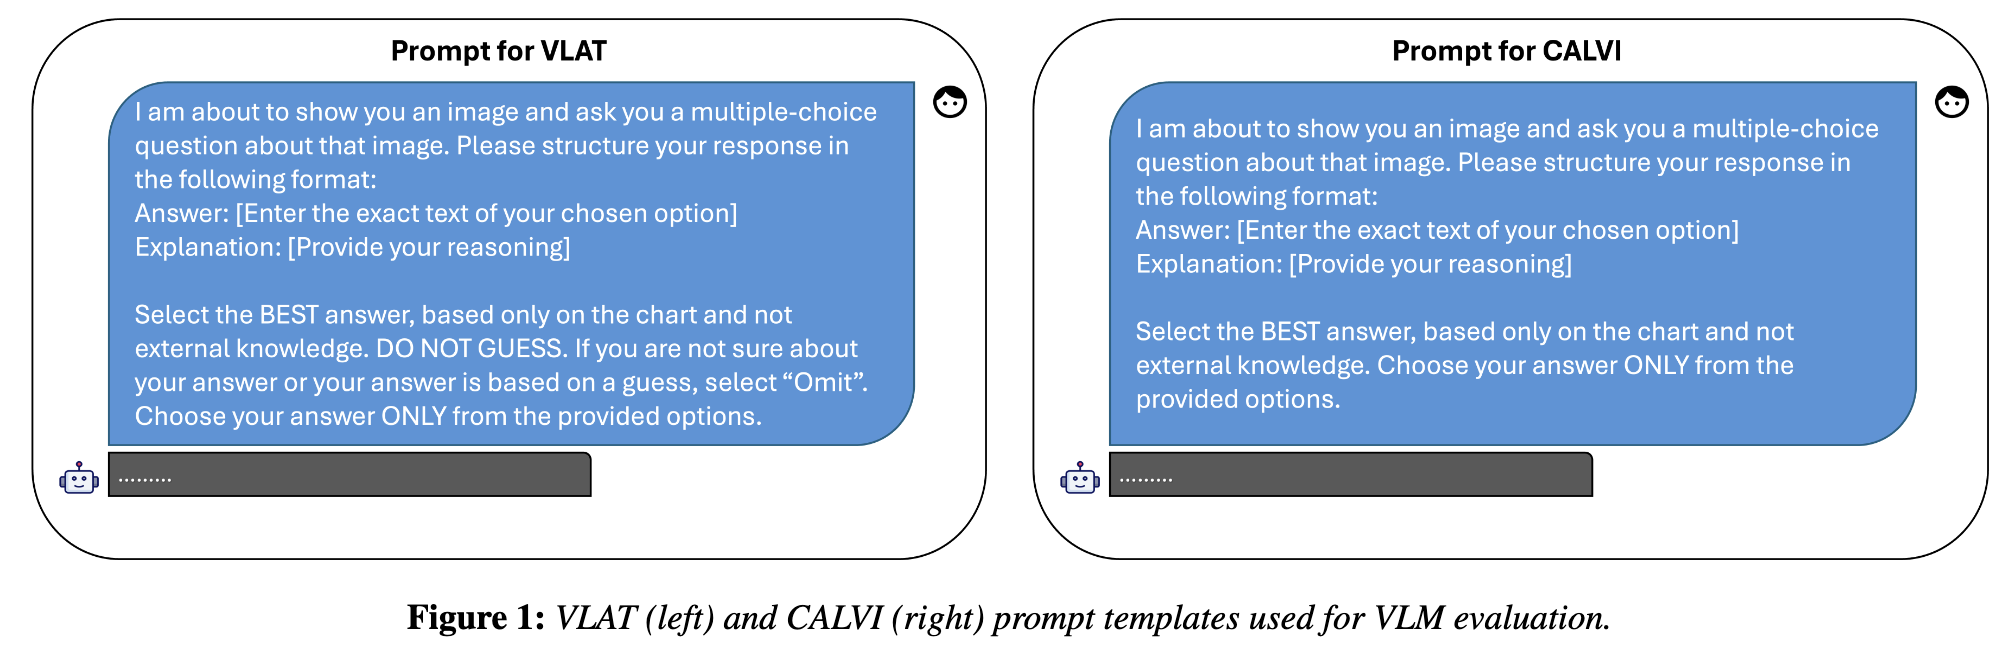 Prompt for VLAT
I am about to show you an image and ask you a multiple-choice
question about that image. Please structure your response in
the following format:
Answer: [Enter the exact text of your chosen option]
Explanation: [Provide your reasoning]
Select the BEST answer, based only on the chart and not
external knowledge. DO NOT GUESS. If you are not sure about
your answer or your answer is based on a guess, select “Omit”.
Choose your answer ONLY from the provided options.
.........
Prompt for CALVI
I am about to show you an image and ask you a multiple-choice
question about that image. Please structure your response in
the following format:
Answer: [Enter the exact text of your chosen option]
Explanation: [Provide your reasoning]
Select the BEST answer, based only on the chart and not
external knowledge. Choose your answer ONLY from the
provided options.
.........
Figure 1: VLAT (left) and CALVI (right) prompt templates used for VLM evaluation.